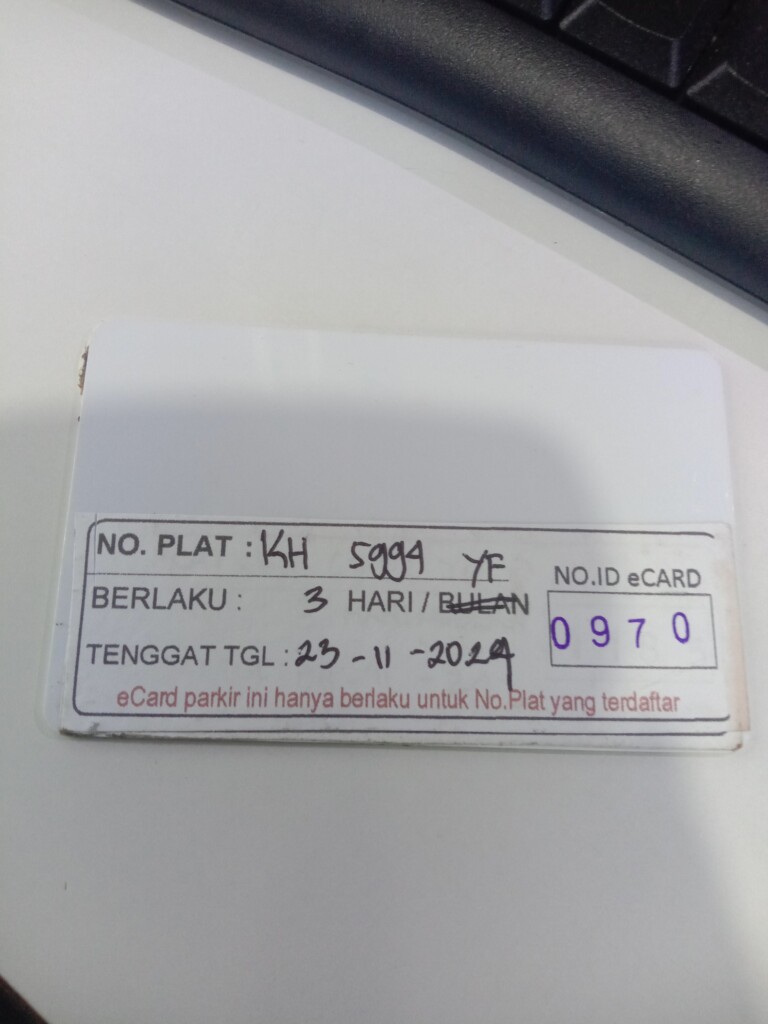 NO. PLAT : KH 5994 YF
BERLAKU : 3 HARI / BULAN
NO.ID eCARD
0970
TENGGAT TGL : 23 - 11 - 2024
eCard parkir ini hanya berlaku untuk No.Plat yang terdaftar